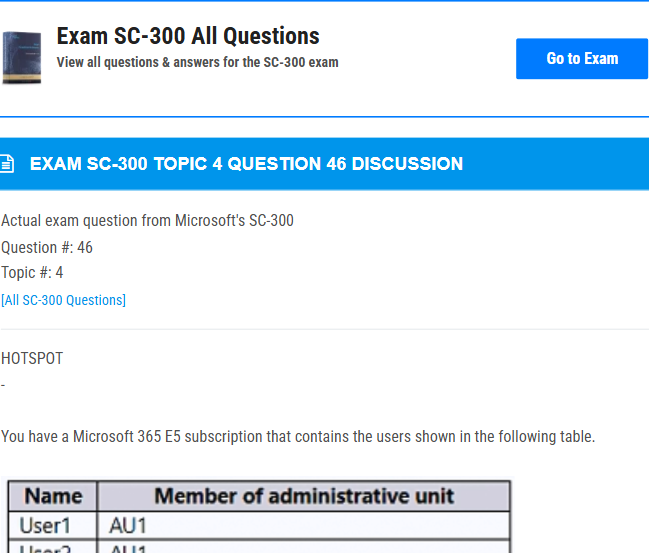 Exam SC-300 All Questions
View all questions & answers for the SC-300 exam
Go to Exam
EXAM SC-300 TOPIC 4 QUESTION 46 DISCUSSION
Actual exam question from Microsoft's SC-300
Question #: 46
Topic #: 4
[All SC-300 Questions]
HOTSPOT
-
You have a Microsoft 365 E5 subscription that contains the users shown in the following table.
Name Member of administrative unit
User1 AU1
User2 AU1